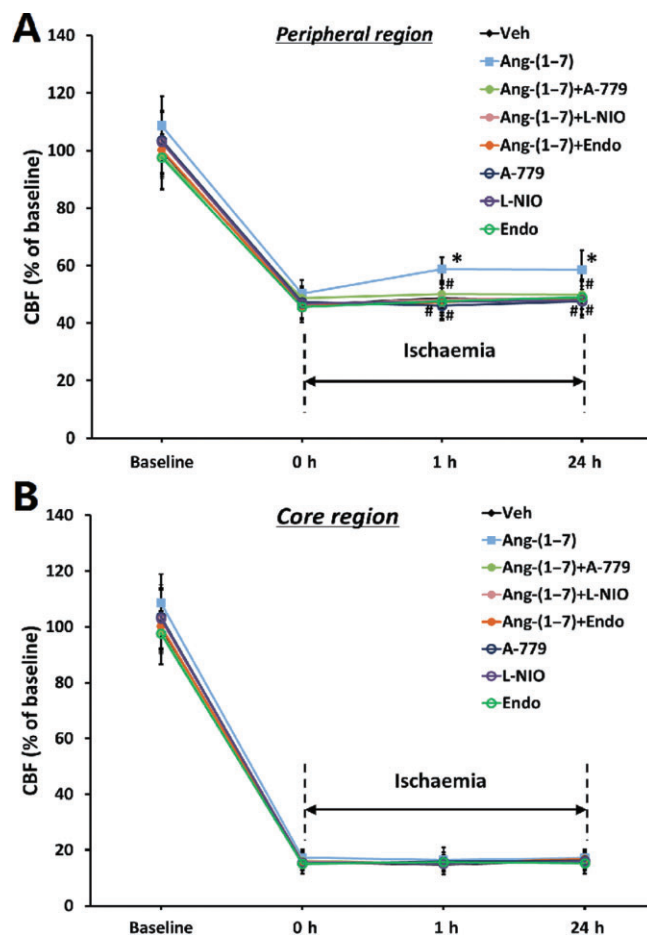 A
Peripheral region
CBF (% of baseline)
140
120
100
80
60
40
20
0
Veh
Ang-(1–7)
Ang-(1–7)+A-779
Ang-(1–7)+L-NIO
Ang-(1–7)+Endo
A-779
L-NIO
Endo
* *
# #
# # # #
Ischaemia
Baseline 0 h 1 h 24 h
B
Core region
CBF (% of baseline)
140
120
100
80
60
40
20
0
Veh
Ang-(1–7)
Ang-(1–7)+A-779
Ang-(1–7)+L-NIO
Ang-(1–7)+Endo
A-779
L-NIO
Endo
Ischaemia
Baseline 0 h 1 h 24 h